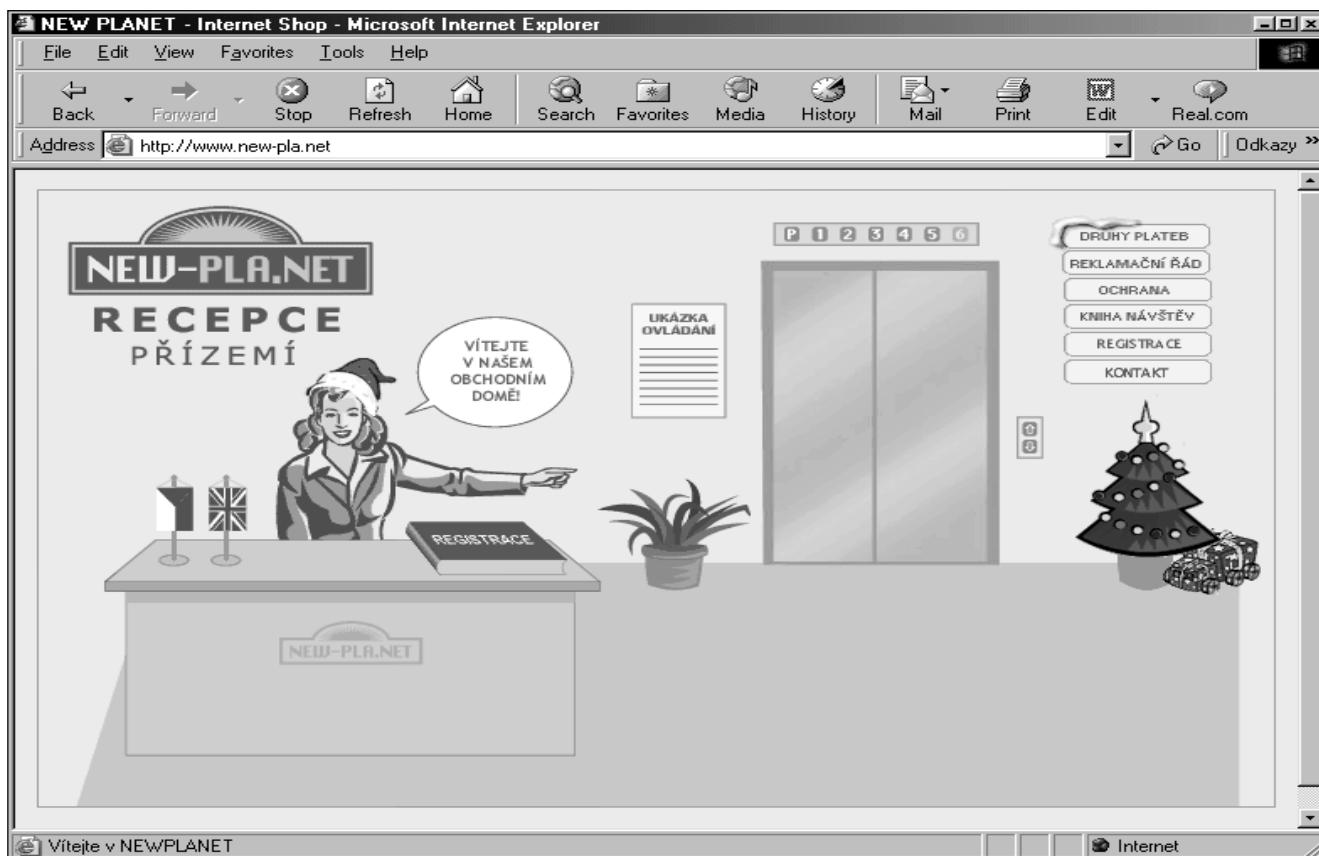 NEW PLANET - Internet Shop - Microsoft Internet Explorer
File Edit View Favorites Tools Help
Back Forward Stop Refresh Home Search Favorites Media History Mail Print Edit Real.com
Address http://www.new-pla.net Go Odkazy »
NEW-PLA.NET
RECEPCE
PŘÍZEMÍ
VÍTEJTE
V NAŠEM
OBCHODNÍM
DOMĚ!
UKÁZKA
OVLÁDÁNÍ
P 1 2 3 4 5 6
DRUHY PLATEB
REKLAMAČNÍ ŘÁD
OCHRANA
KNIHA NÁVŠTĚV
REGISTRACE
KONTAKT
REGISTRACE
NEW-PLA.NET
Vítejte v NEWPLANET Internet